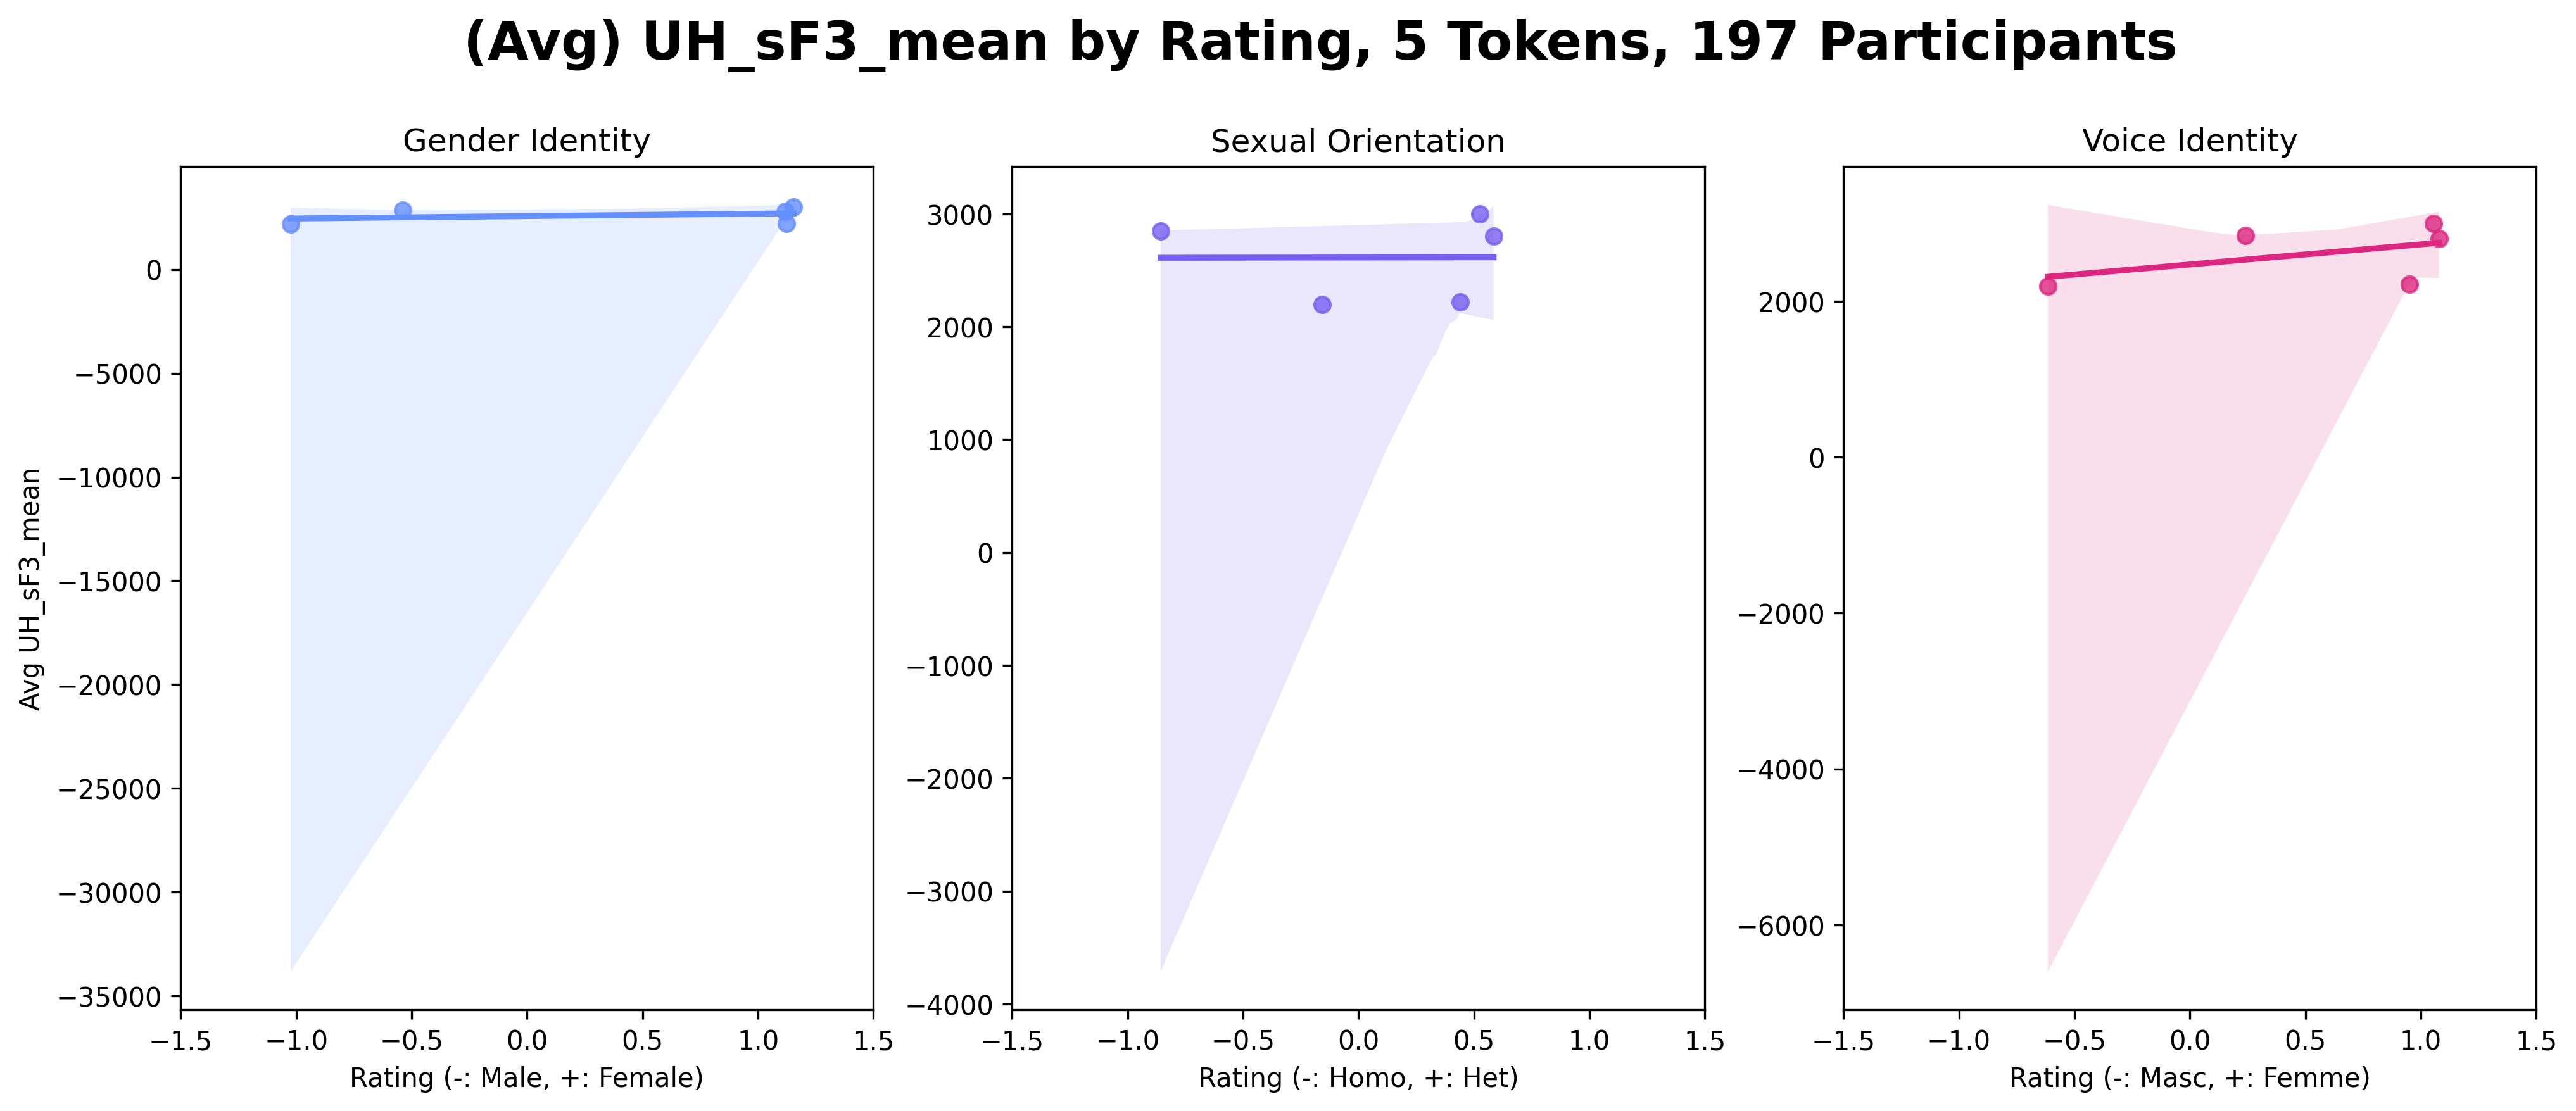 (Avg) UH_sF3_mean by Rating, 5 Tokens, 197 Participants
Gender Identity
Avg UH_sF3_mean
0
−5000
−10000
−15000
−20000
−25000
−30000
−35000
−1.5 −1.0 −0.5 0.0 0.5 1.0 1.5
Rating (-: Male, +: Female)
Sexual Orientation
3000
2000
1000
0
−1000
−2000
−3000
−4000
−1.5 −1.0 −0.5 0.0 0.5 1.0 1.5
Rating (-: Homo, +: Het)
Voice Identity
2000
0
−2000
−4000
−6000
−1.5 −1.0 −0.5 0.0 0.5 1.0 1.5
Rating (-: Masc, +: Femme)